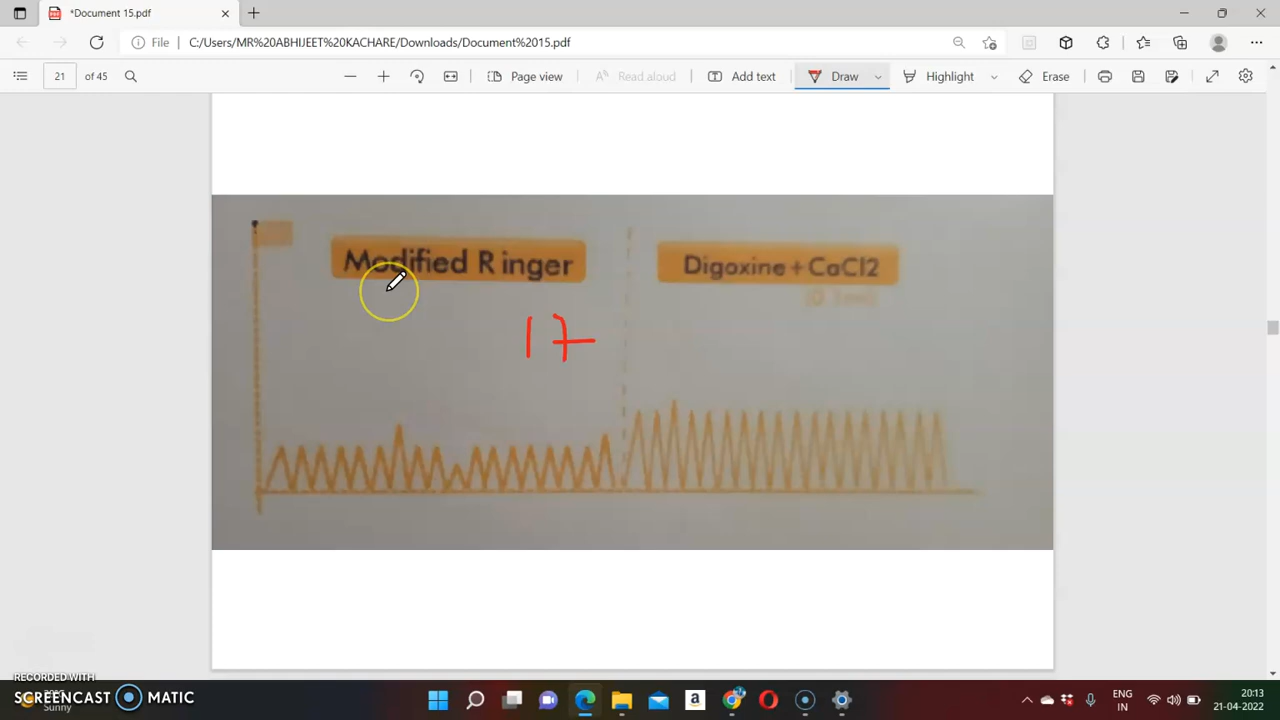 *Document 15.pdf
File C:/Users/MR%20ABHIJEET%20KACHARE/Downloads/Document%2015.pdf
21 of 45 Page view Read aloud Add text Draw Highlight Erase
Modified Ringer Digoxine + CaCl2
17
RECORDED WITH
SCREENCAST MATIC
Sunny
ENG
IN
20:13
21-04-2022